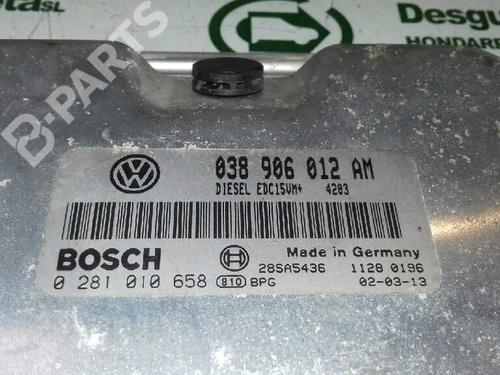 etalSL
Desgu
HONDARR
B-PARTS
038 906 012 AM
DIESEL EDC15VM+ 4203
BOSCH
Made in Germany
28SA5436 1128 0196
0 281 010 658 810 BPG 02-03-13